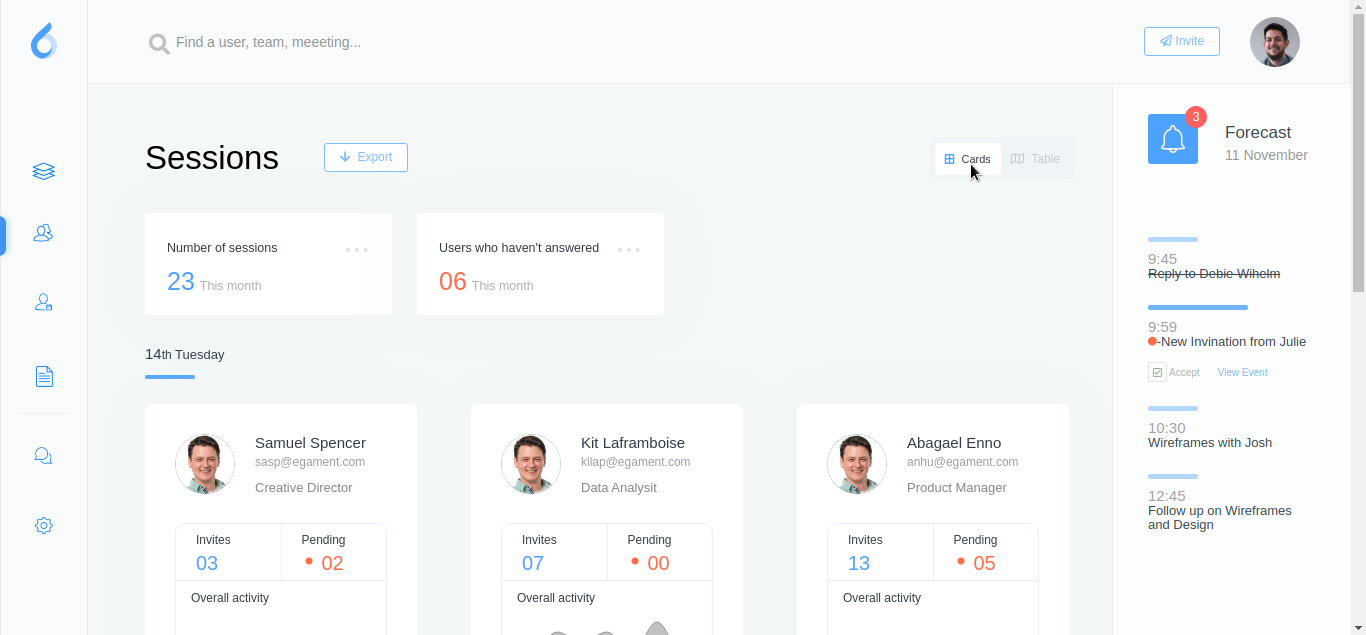 Find a user, team, meeeting...
Invite
Sessions
Export
Cards
Table
3
Forecast
11 November
Number of sessions
23 This month
Users who haven't answered
06 This month
14th Tuesday
Samuel Spencer
sasp@egament.com
Creative Director
Invites
03
Pending
02
Overall activity
Kit Laframboise
kilap@egament.com
Data Analysit
Invites
07
Pending
00
Overall activity
Abagael Enno
anhu@egament.com
Product Manager
Invites
13
Pending
05
Overall activity
9:45
Reply to Debie Wihelm
9:59
-New Invination from Julie
Accept
View Event
10:30
Wireframes with Josh
12:45
Follow up on Wireframes
and Design